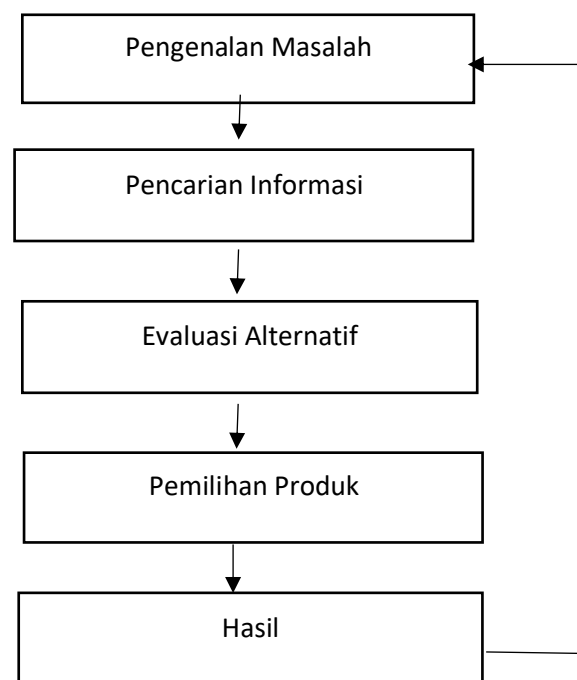 Pengenalan Masalah
Pencarian Informasi
Evaluasi Alternatif
Pemilihan Produk
Hasil